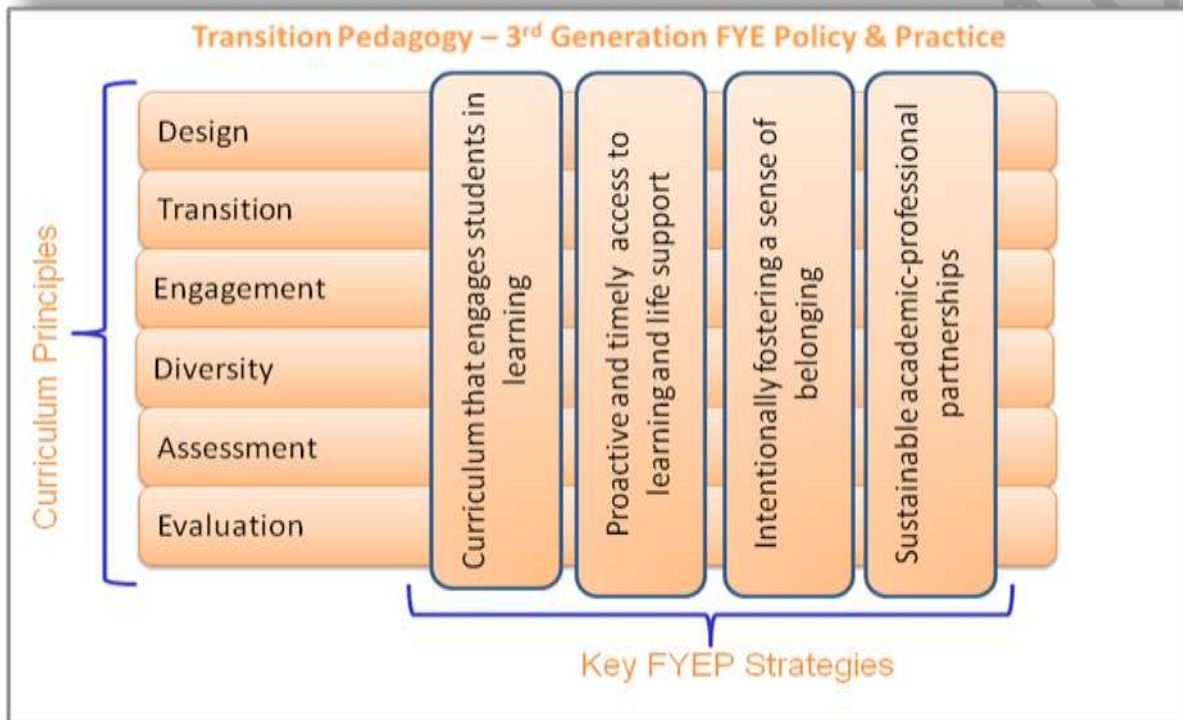 Transition Pedagogy – 3rd Generation FYE Policy & Practice
Curriculum Principles
Design
Transition
Engagement
Diversity
Assessment
Evaluation
Curriculum that engages students in
learning
Proactive and timely access to
learning and life support
Intentionally fostering a sense of
belonging
Sustainable academic-professional
partnerships
Key FYEP Strategies